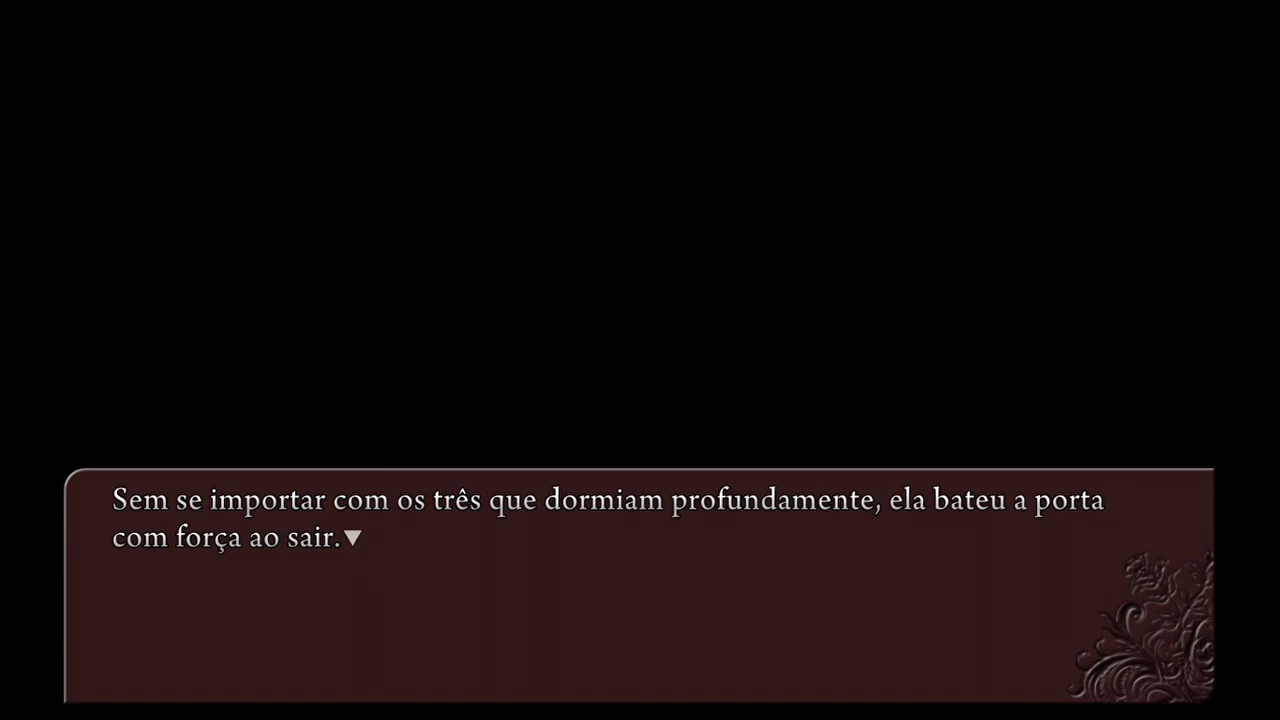 Sem se importar com os três que dormiam profundamente, ela bateu a porta
com força ao sair.▼